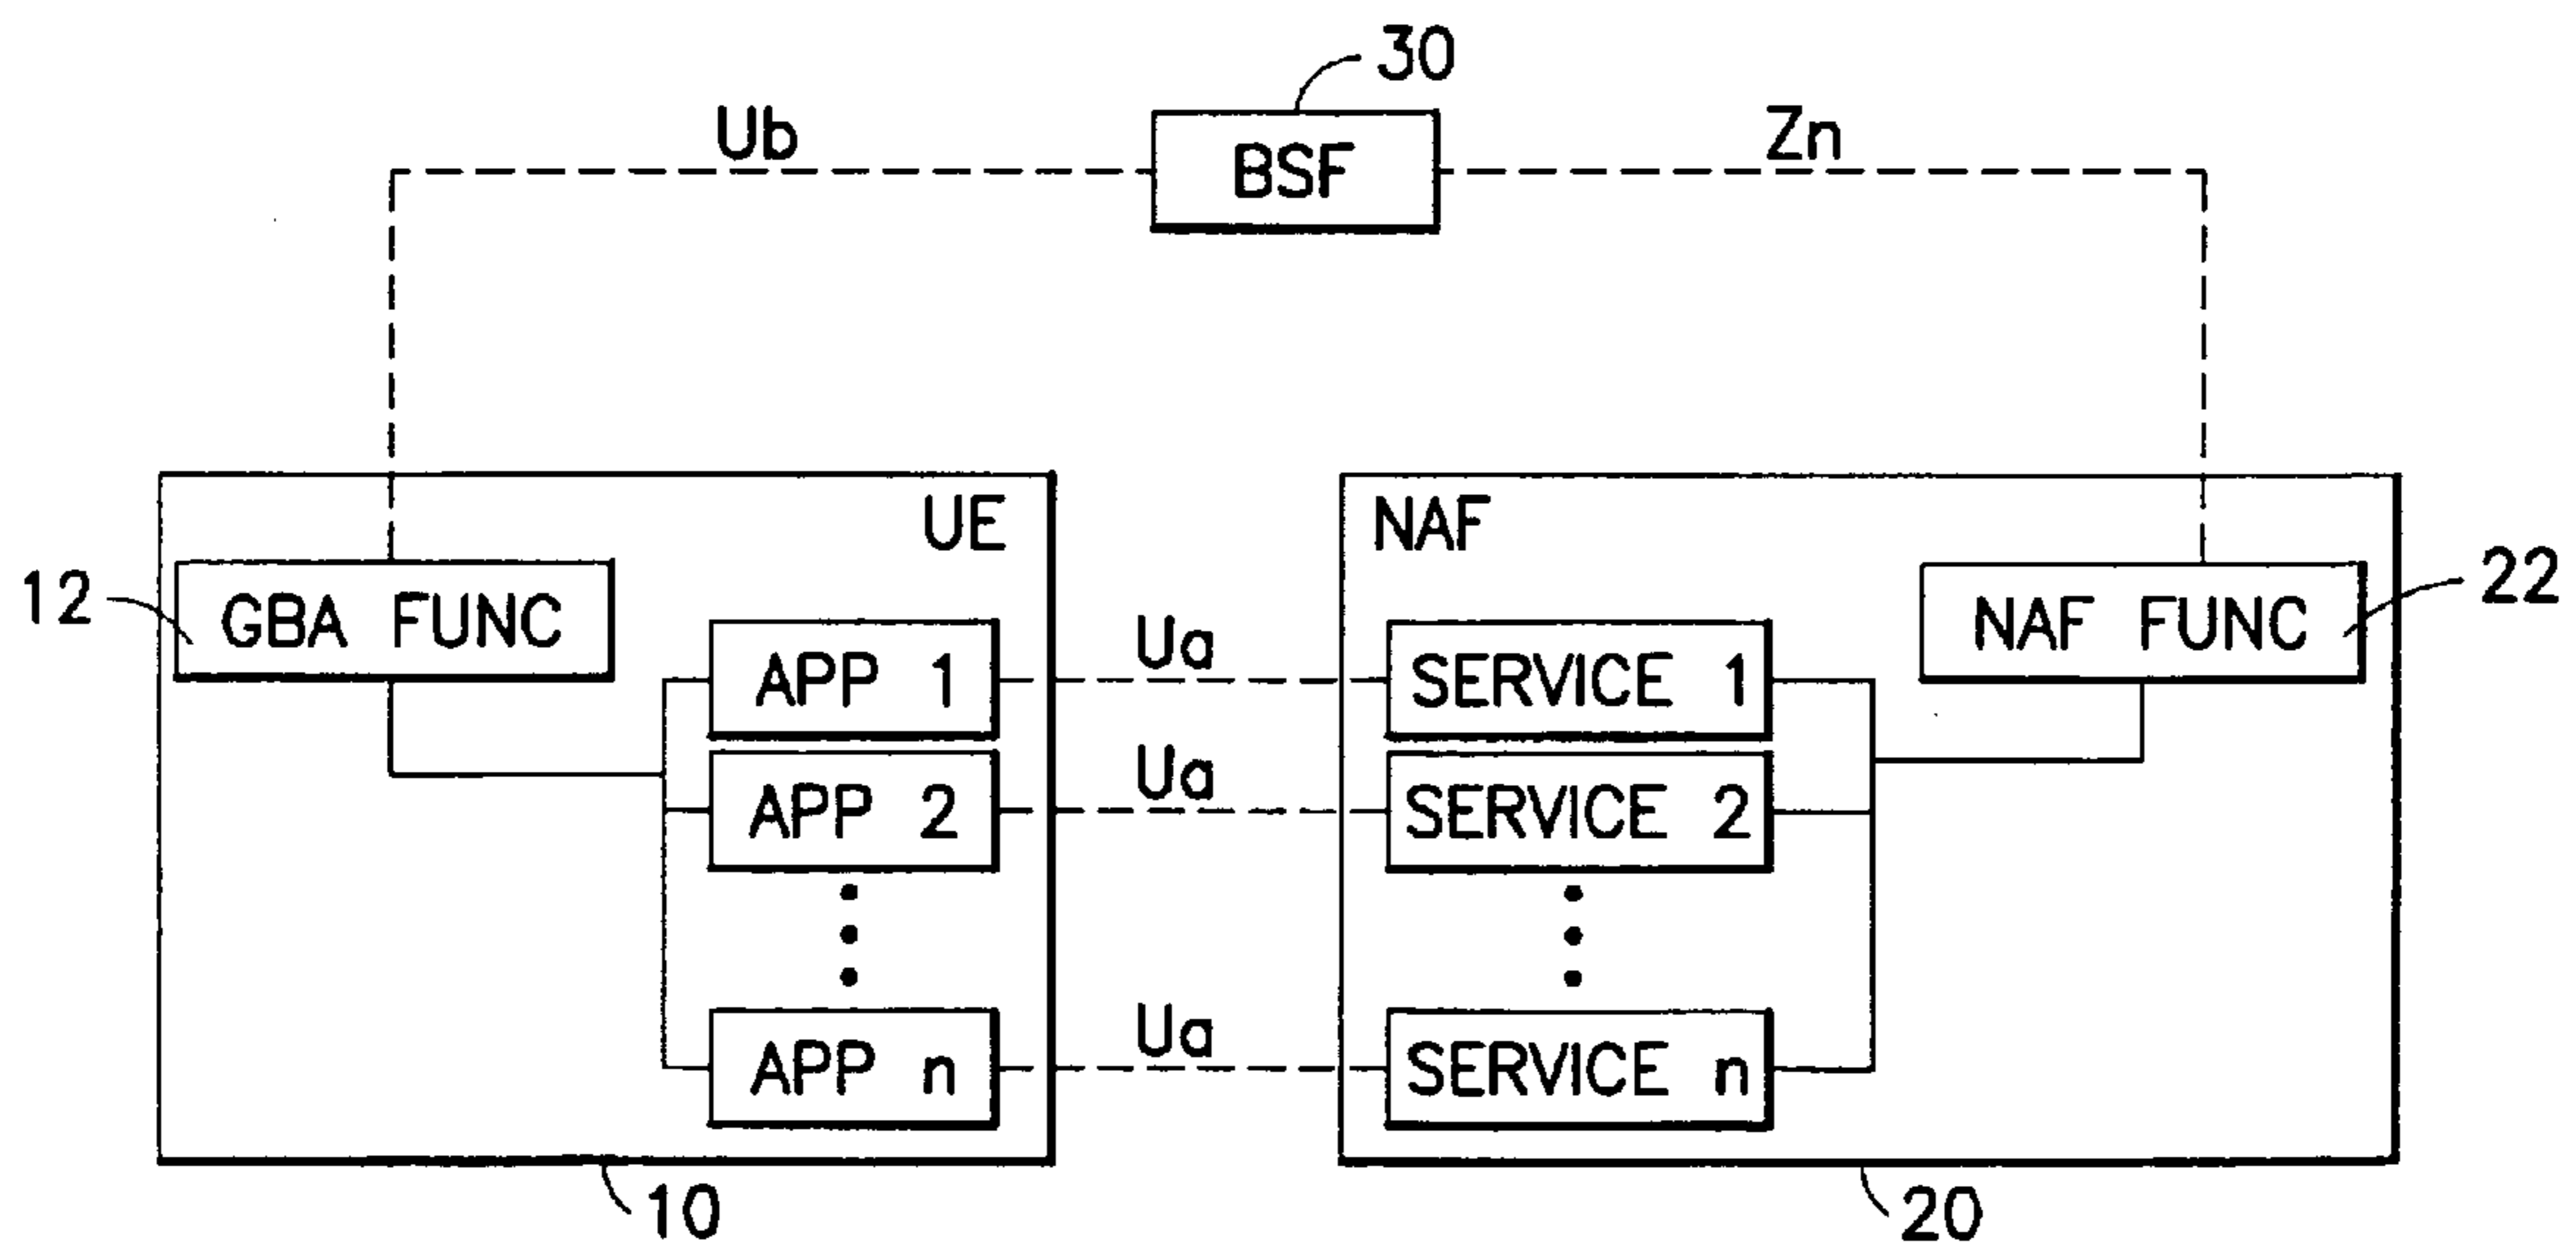 30
Ub
Zn
BSF
UE
NAF
12
GBA FUNC
NAF FUNC
22
APP 1
Ua
SERVICE 1
APP 2
Ua
SERVICE 2
APP n
Ua
SERVICE n
10
20